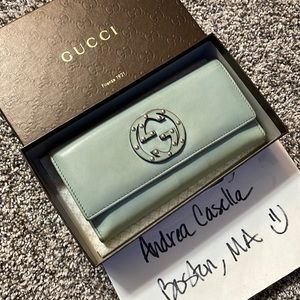 GUCCI
Firenze 1921
Andrea Casella
Boston, MA